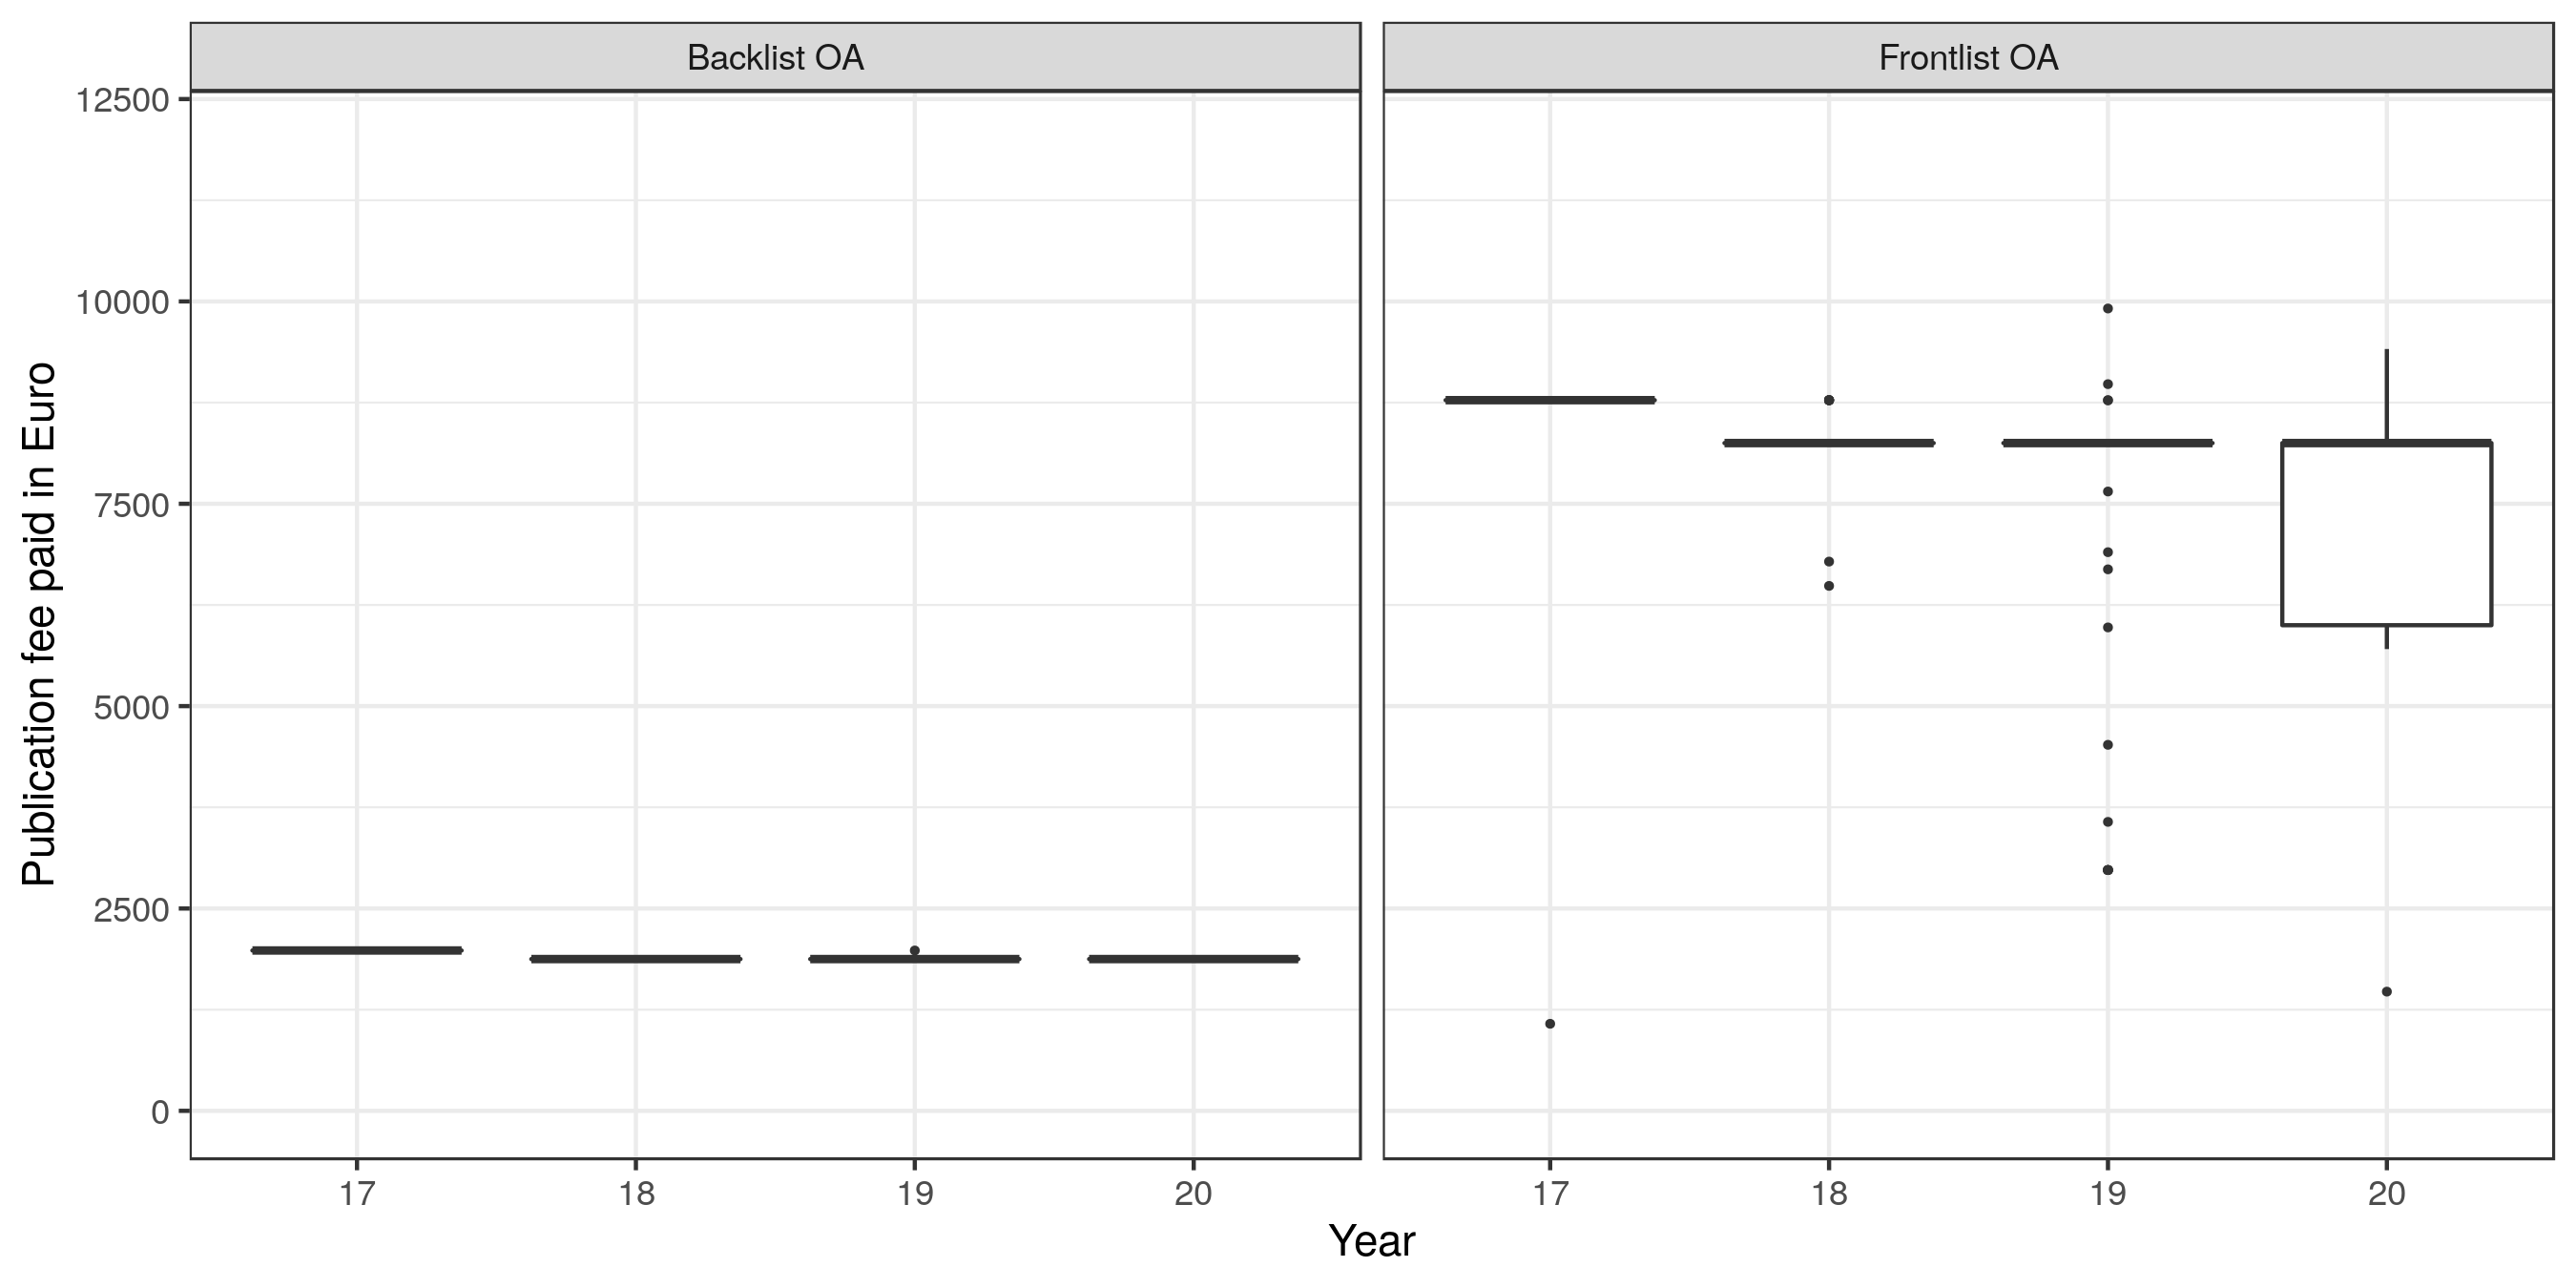 Backlist OA
Frontlist OA
Publication fee paid in Euro
12500
10000
7500
5000
2500
0
17 18 19 20
17 18 19 20
Year